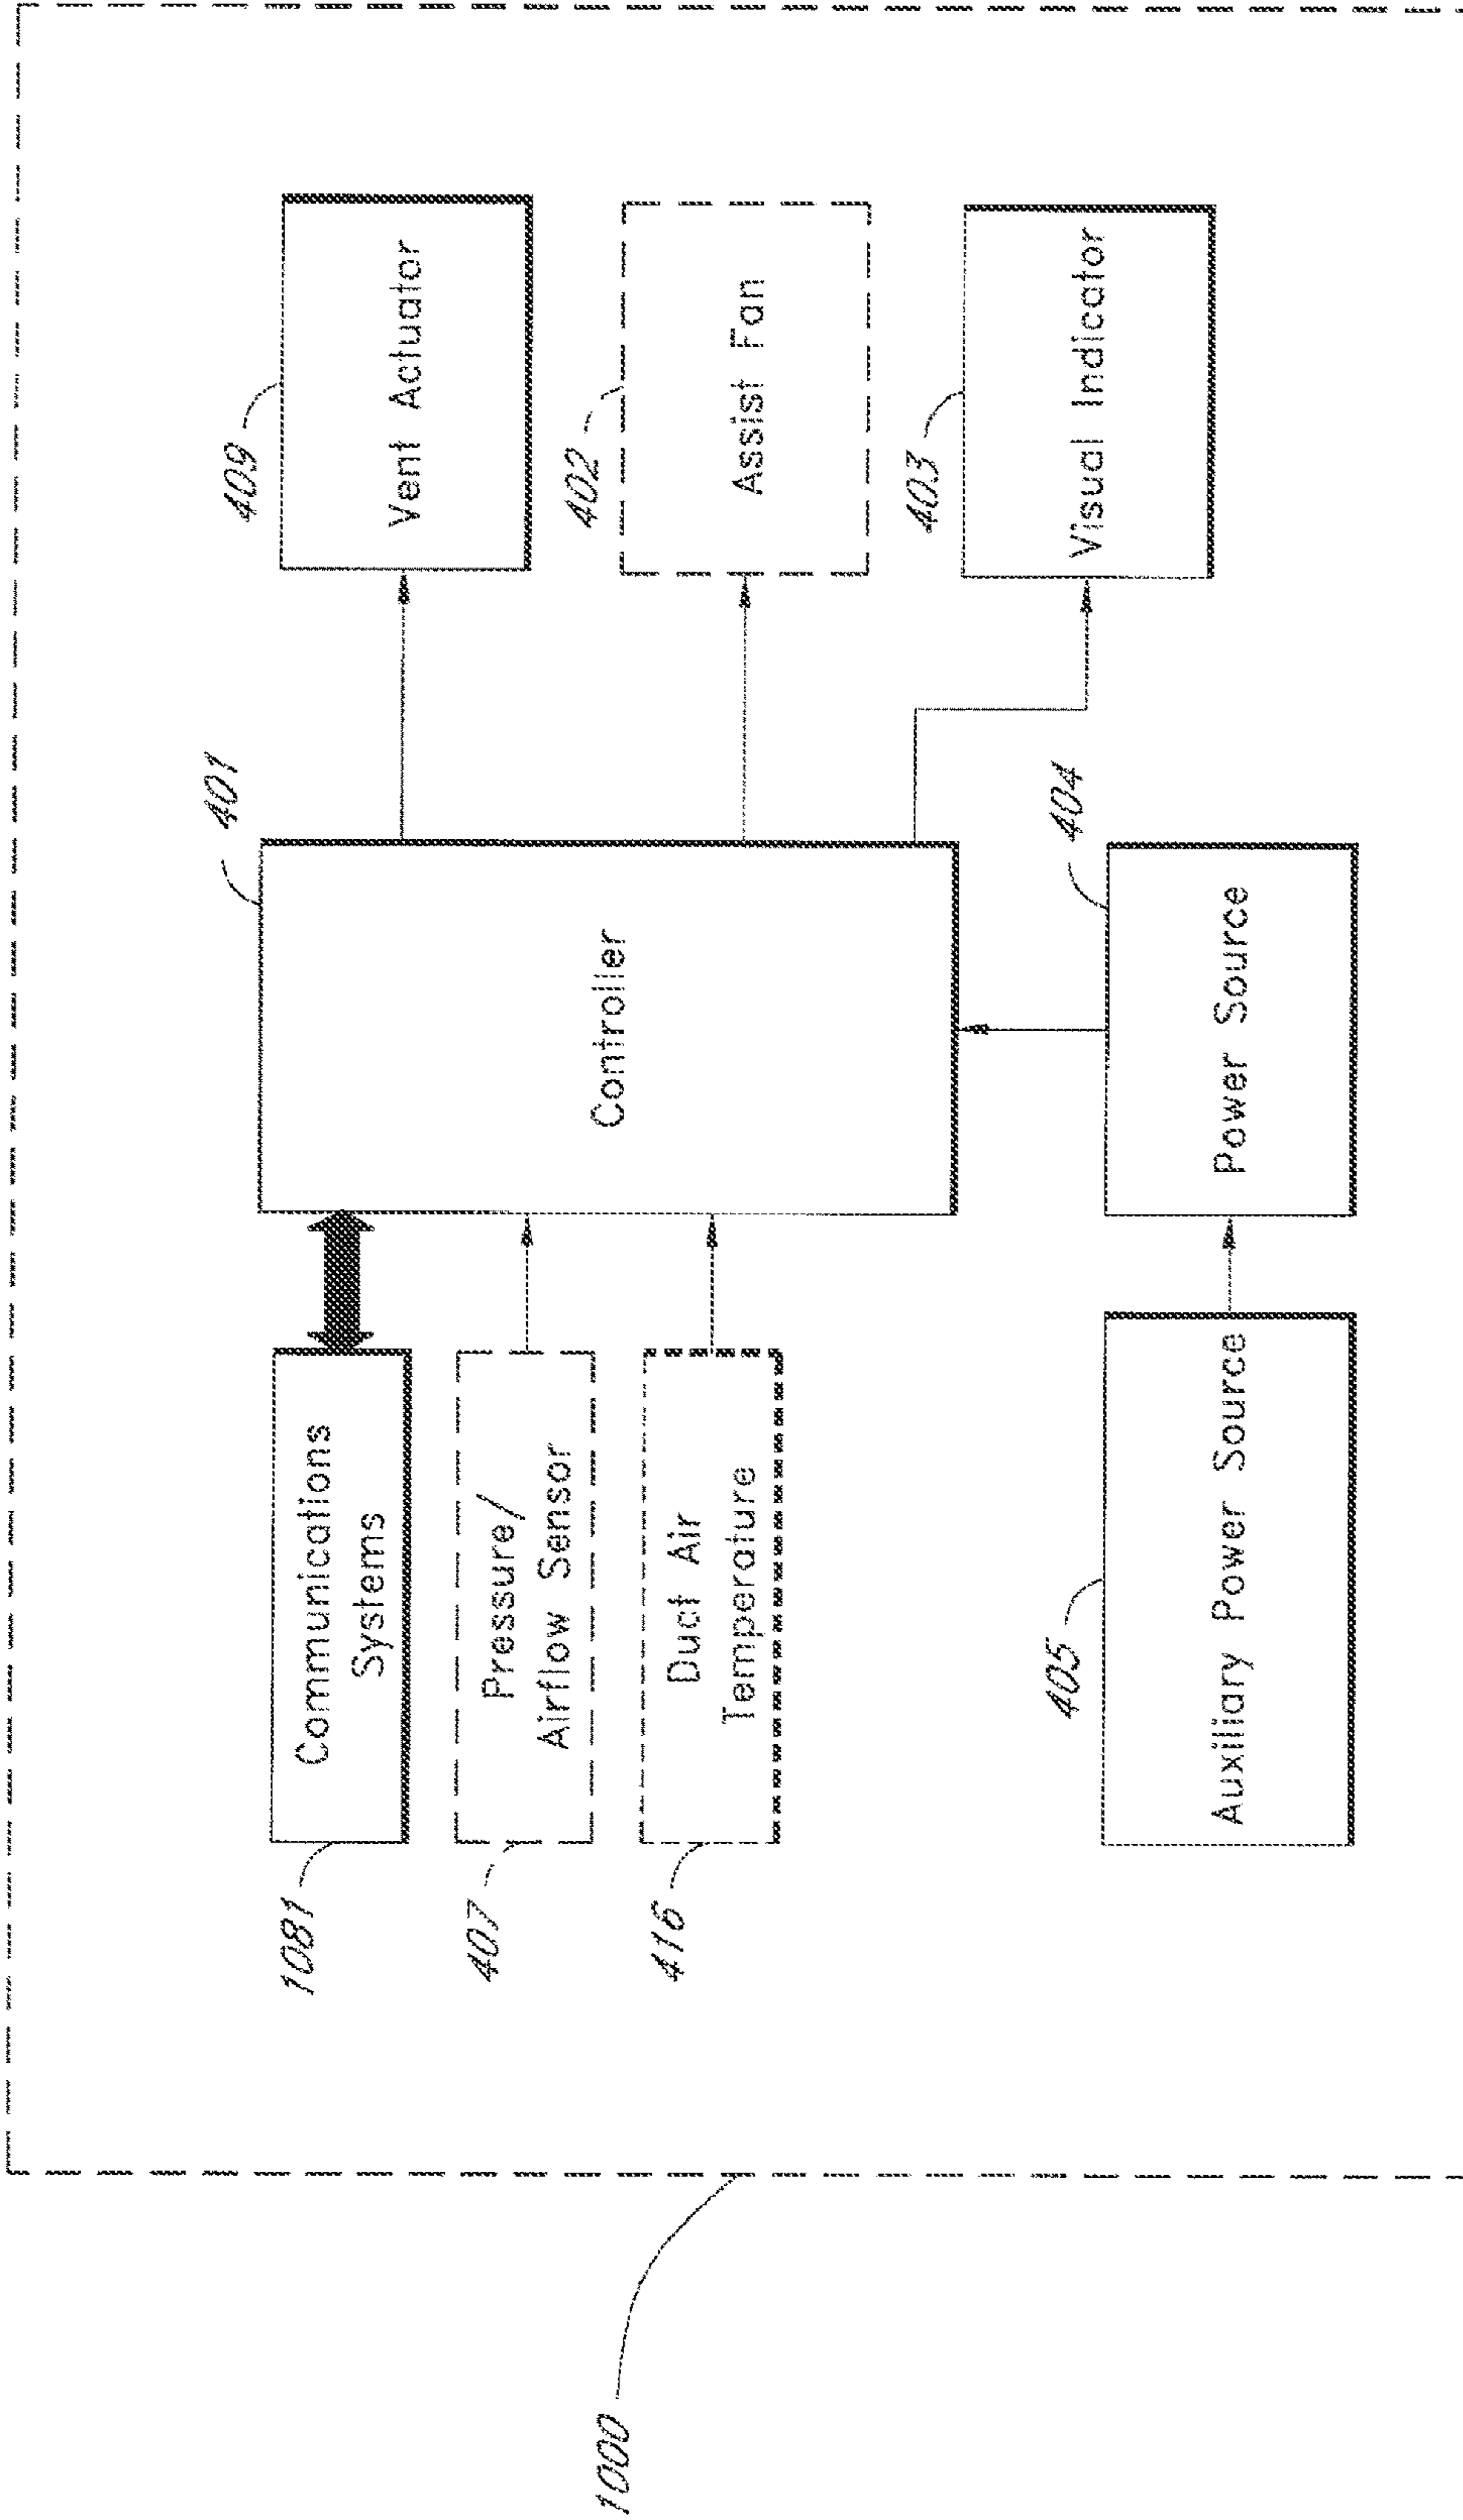 401
409
1081
Communications
Systems
Vent Actuator
407
Pressure/
Airflow Sensor
402
Controller
416
Duct Air
Temperature
Assist Fan
403
Visual Indicator
404
405
Auxiliary Power Source
Power Source
1000